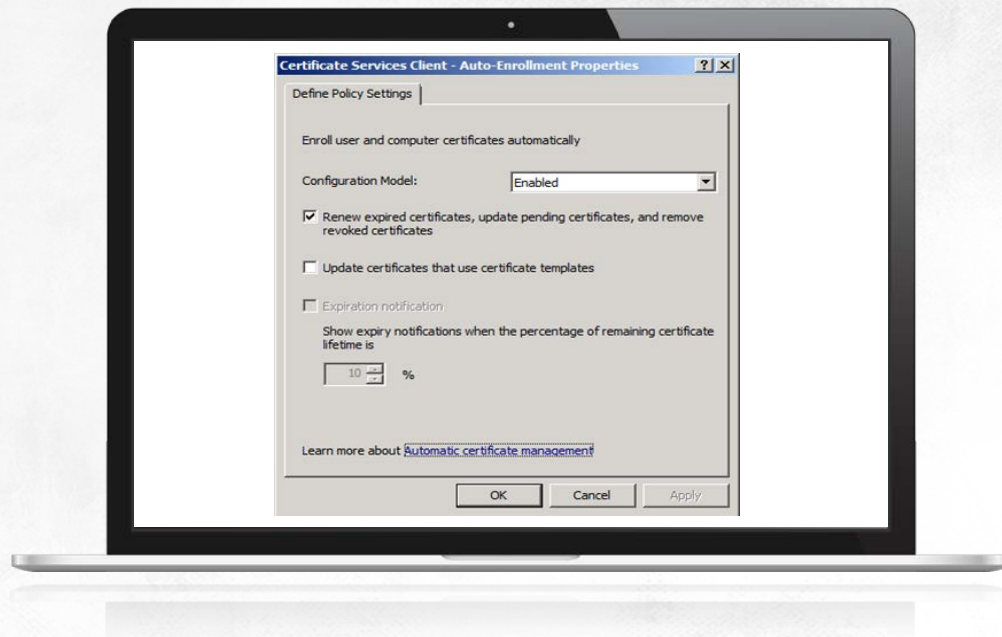 Certificate Services Client - Auto-Enrollment Properties
Define Policy Settings
Enroll user and computer certificates automatically
Configuration Model: Enabled
Renew expired certificates, update pending certificates, and remove
revoked certificates
Update certificates that use certificate templates
Expiration notification
Show expiry notifications when the percentage of remaining certificate
lifetime is
10 %
Learn more about Automatic certificate management
OK Cancel Apply